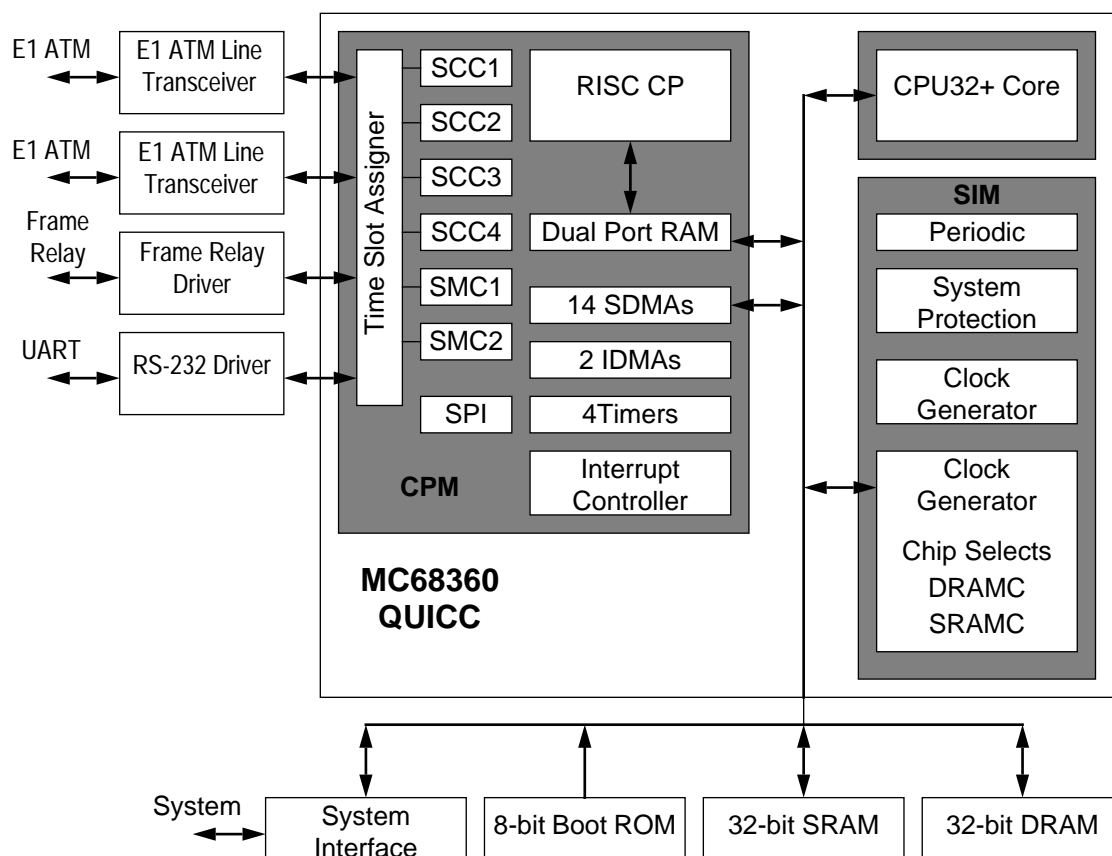 E1 ATM
E1 ATM Line
Transceiver
E1 ATM
E1 ATM Line
Transceiver
Frame
Relay
Frame Relay
Driver
UART
RS-232 Driver
Time Slot Assigner
SCC1
SCC2
SCC3
SCC4
SMC1
SMC2
SPI
CPM
RISC CP
Dual Port RAM
14 SDMAs
2 IDMAs
4Timers
Interrupt
Controller
MC68360
QUICC
CPU32+ Core
SIM
Periodic
System
Protection
Clock
Generator
Clock
Generator
Chip Selects
DRAMC
SRAMC
System
System
Interface
8-bit Boot ROM
32-bit SRAM
32-bit DRAM